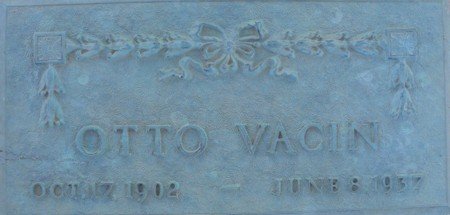 OTTO VACIN
OCT. 17, 1902 — JUNE 8, 1937